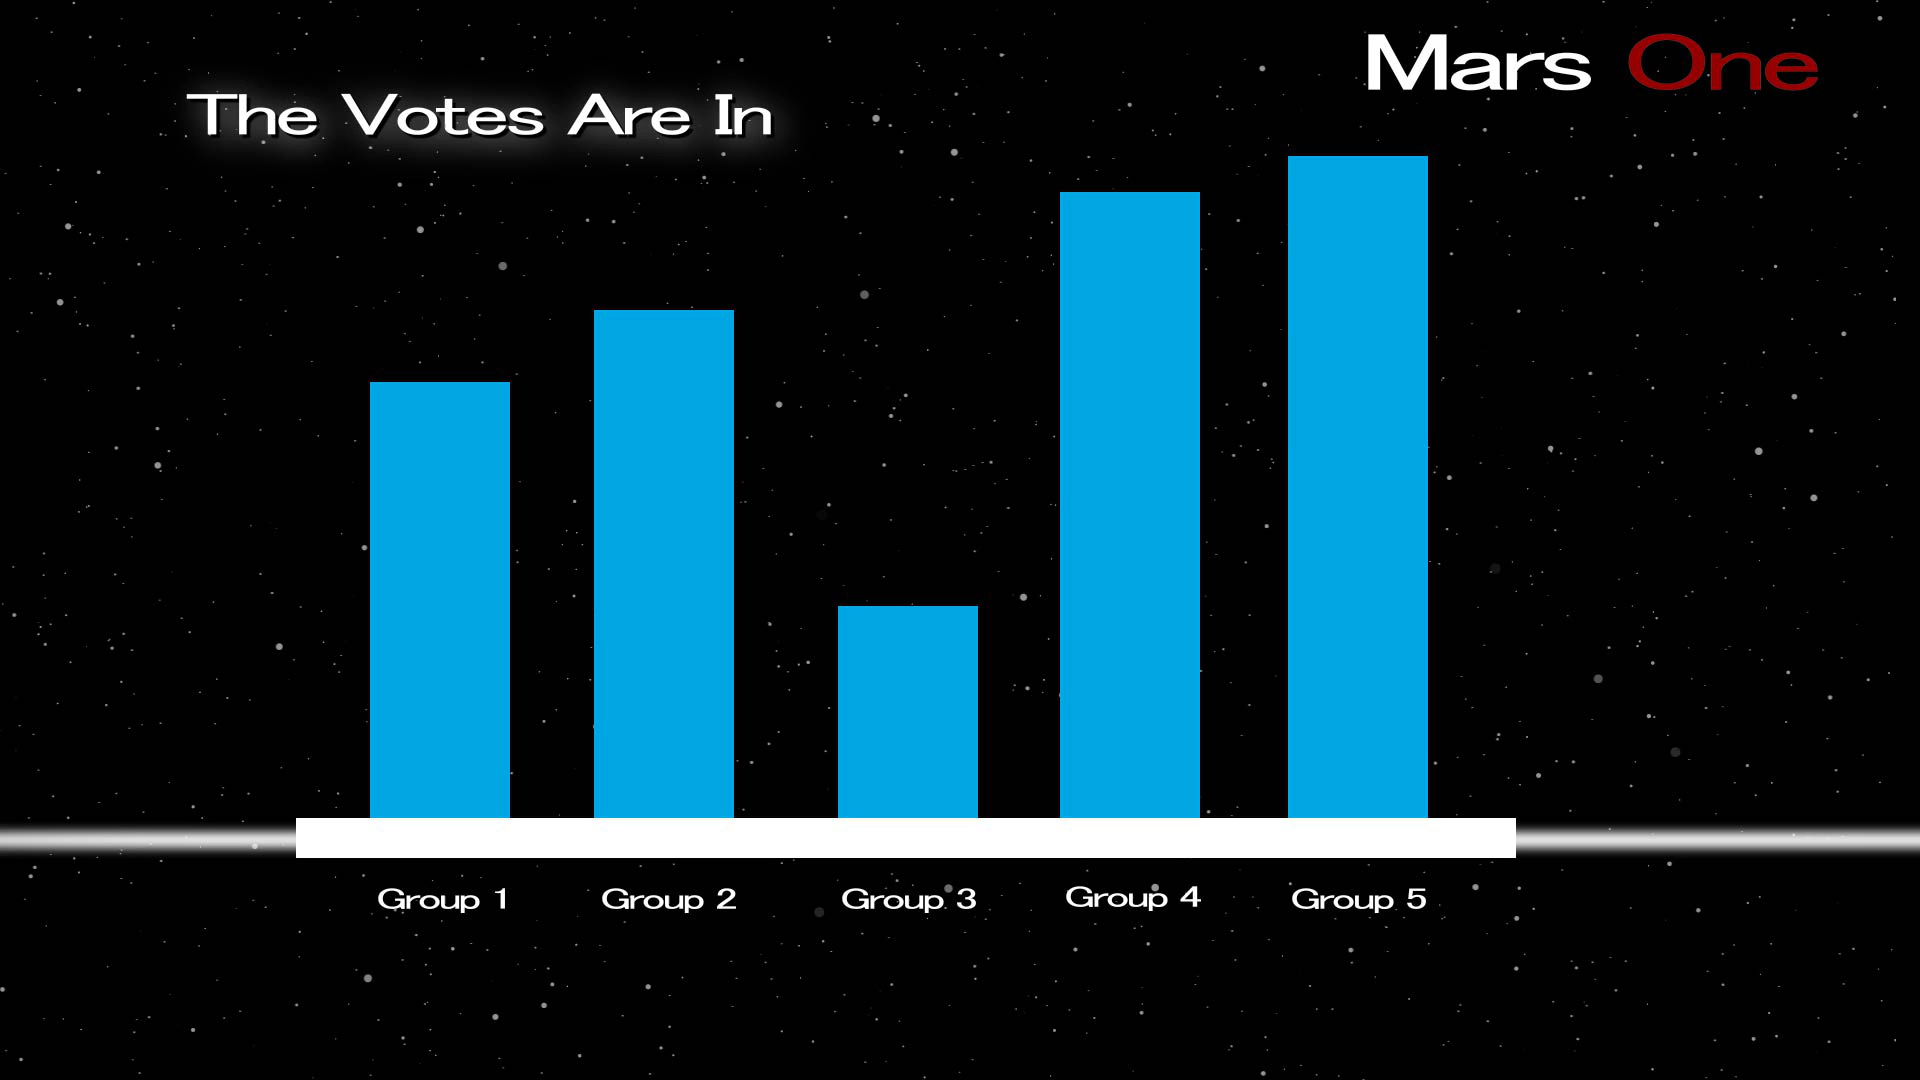 Mars One
The Votes Are In
Group 1
Group 2
Group 3
Group 4
Group 5